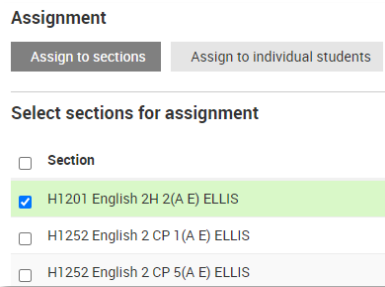 Assignment
Assign to sections Assign to individual students
Select sections for assignment
Section
H1201 English 2H 2(A E) ELLIS
H1252 English 2 CP 1(A E) ELLIS
H1252 English 2 CP 5(A E) ELLIS